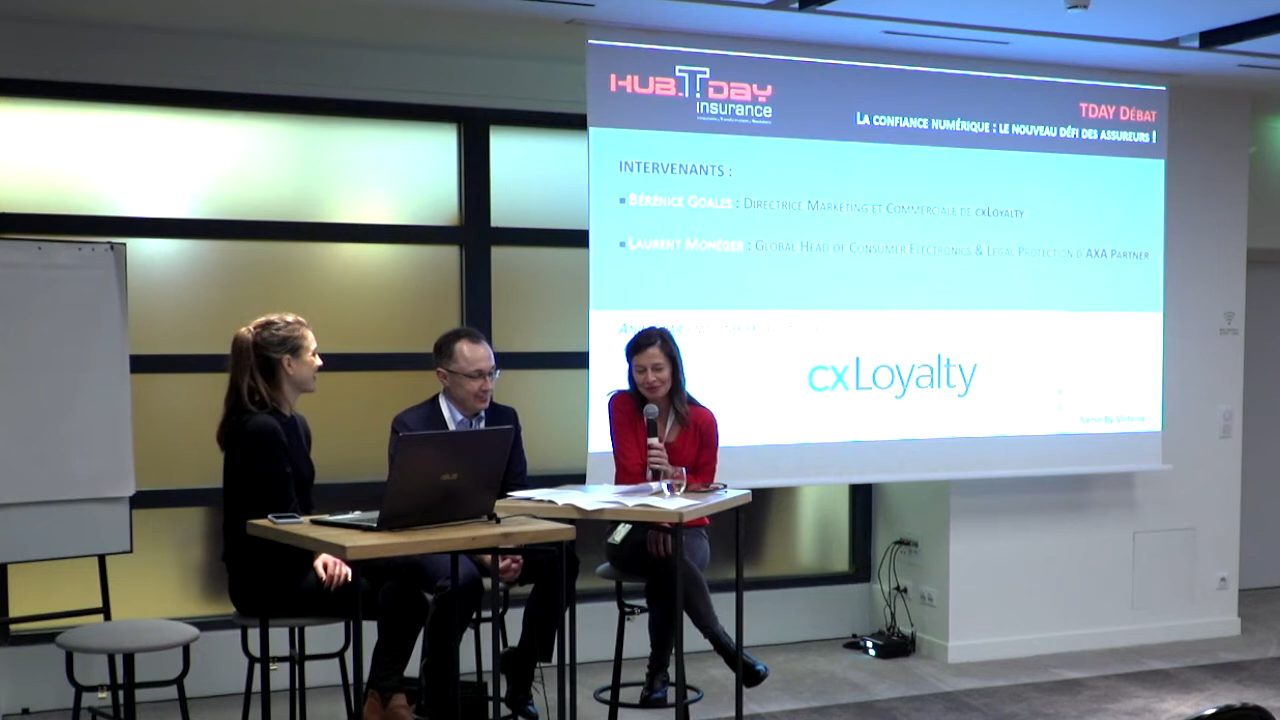 HUB.TDAY
insurance
TDAY DÉBAT
LA CONFIANCE NUMÉRIQUE : LE NOUVEAU DÉFI DES ASSUREURS !
INTERVENANTS :
▪ BÉRÉNICE GOALES : DIRECTRICE MARKETING ET COMMERCIALE DE CXLOYALTY
▪ LAURENT MONÉGER : GLOBAL HEAD OF CONSUMER ELECTRONICS & LEGAL PROTECTION D'AXA PARTNER
cxLoyalty
ASUS